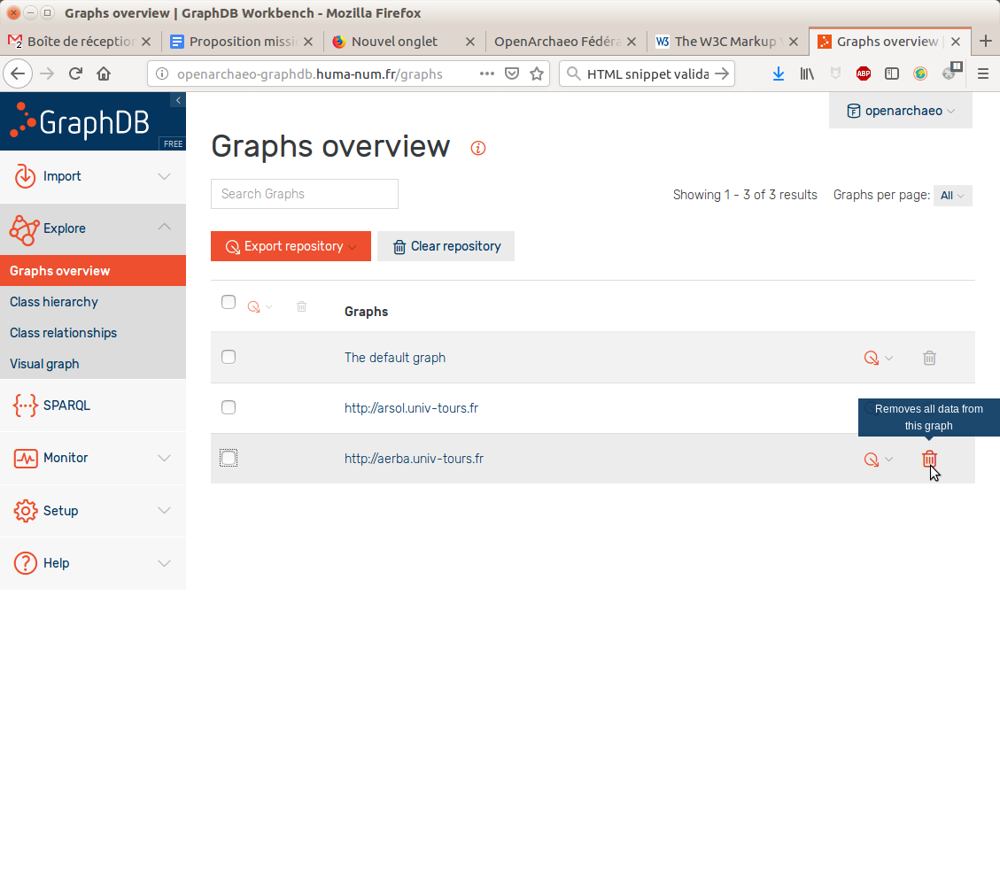 Graphs overview | GraphDB Workbench - Mozilla Firefox
Boîte de réception
Proposition missi
Nouvel onglet
OpenArchaeo Fédéra
The W3C Markup V
Graphs overview |
openarchaeo-graphdb.huma-num.fr/graphs
HTML snippet valida
ABP
GraphDB
FREE
openarchaeo
Graphs overview
Import
Explore
Graphs overview
Class hierarchy
Class relationships
Visual graph
SPARQL
Monitor
Setup
Help
Search Graphs
Showing 1 - 3 of 3 results
Graphs per page:
All
Export repository
Clear repository
Graphs
The default graph
http://arsol.univ-tours.fr
Removes all data from
this graph
http://aerba.univ-tours.fr